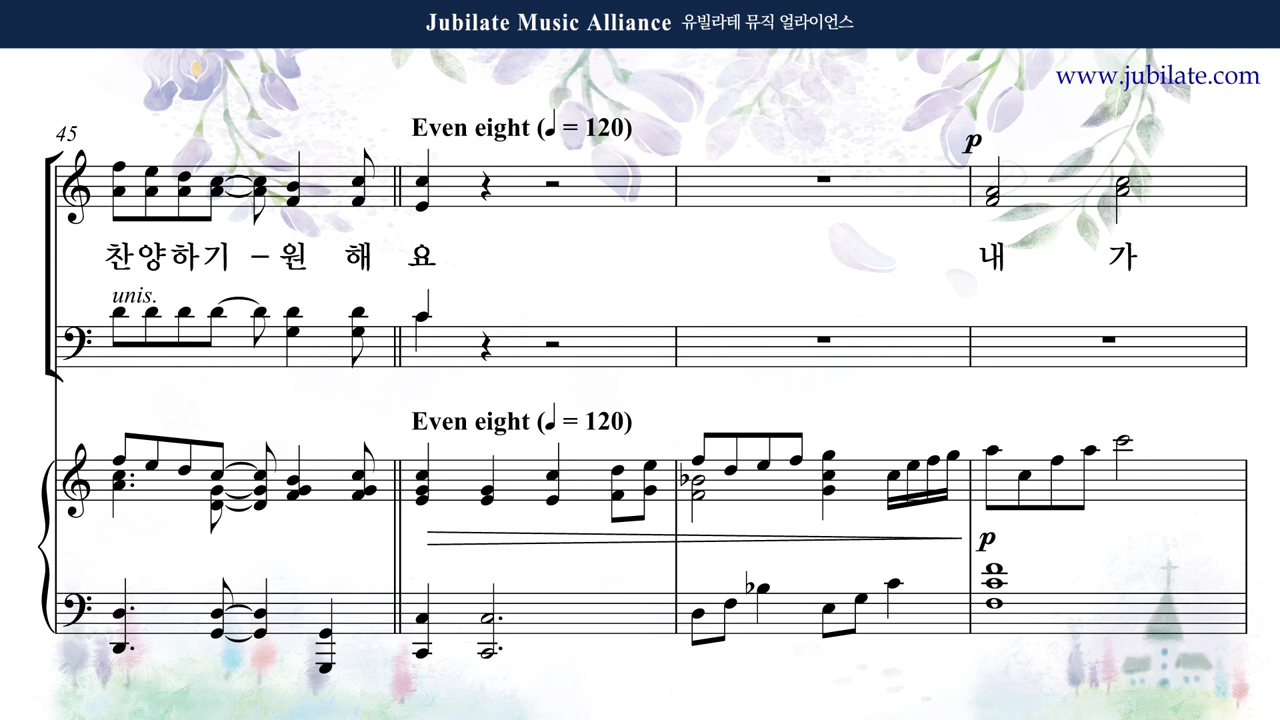 Jubilate Music Alliance 유빌라테 뮤직 얼라이언스
www.jubilate.com
45
Even eight (♩ = 120)
p
찬양하기 – 원 해 요 내 가
unis.
Even eight (♩ = 120)
p